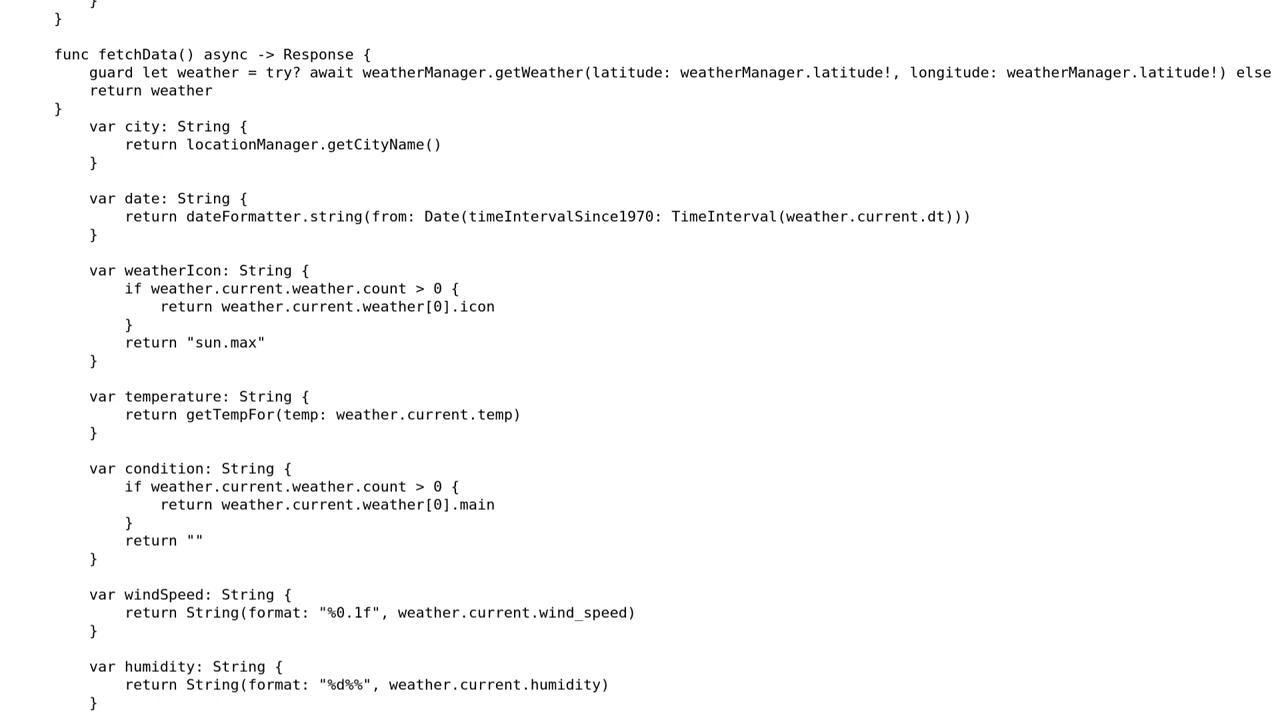 }
}
func fetchData() async -> Response {
guard let weather = try? await weatherManager.getWeather(latitude: weatherManager.latitude!, longitude: weatherManager.latitude!) else
return weather
}
var city: String {
return locationManager.getCityName()
}
var date: String {
return dateFormatter.string(from: Date(timeIntervalSince1970: TimeInterval(weather.current.dt)))
}
var weatherIcon: String {
if weather.current.weather.count > 0 {
return weather.current.weather[0].icon
}
return "sun.max"
}
var temperature: String {
return getTempFor(temp: weather.current.temp)
}
var condition: String {
if weather.current.weather.count > 0 {
return weather.current.weather[0].main
}
return ""
}
var windSpeed: String {
return String(format: "%0.1f", weather.current.wind_speed)
}
var humidity: String {
return String(format: "%d%%", weather.current.humidity)
}